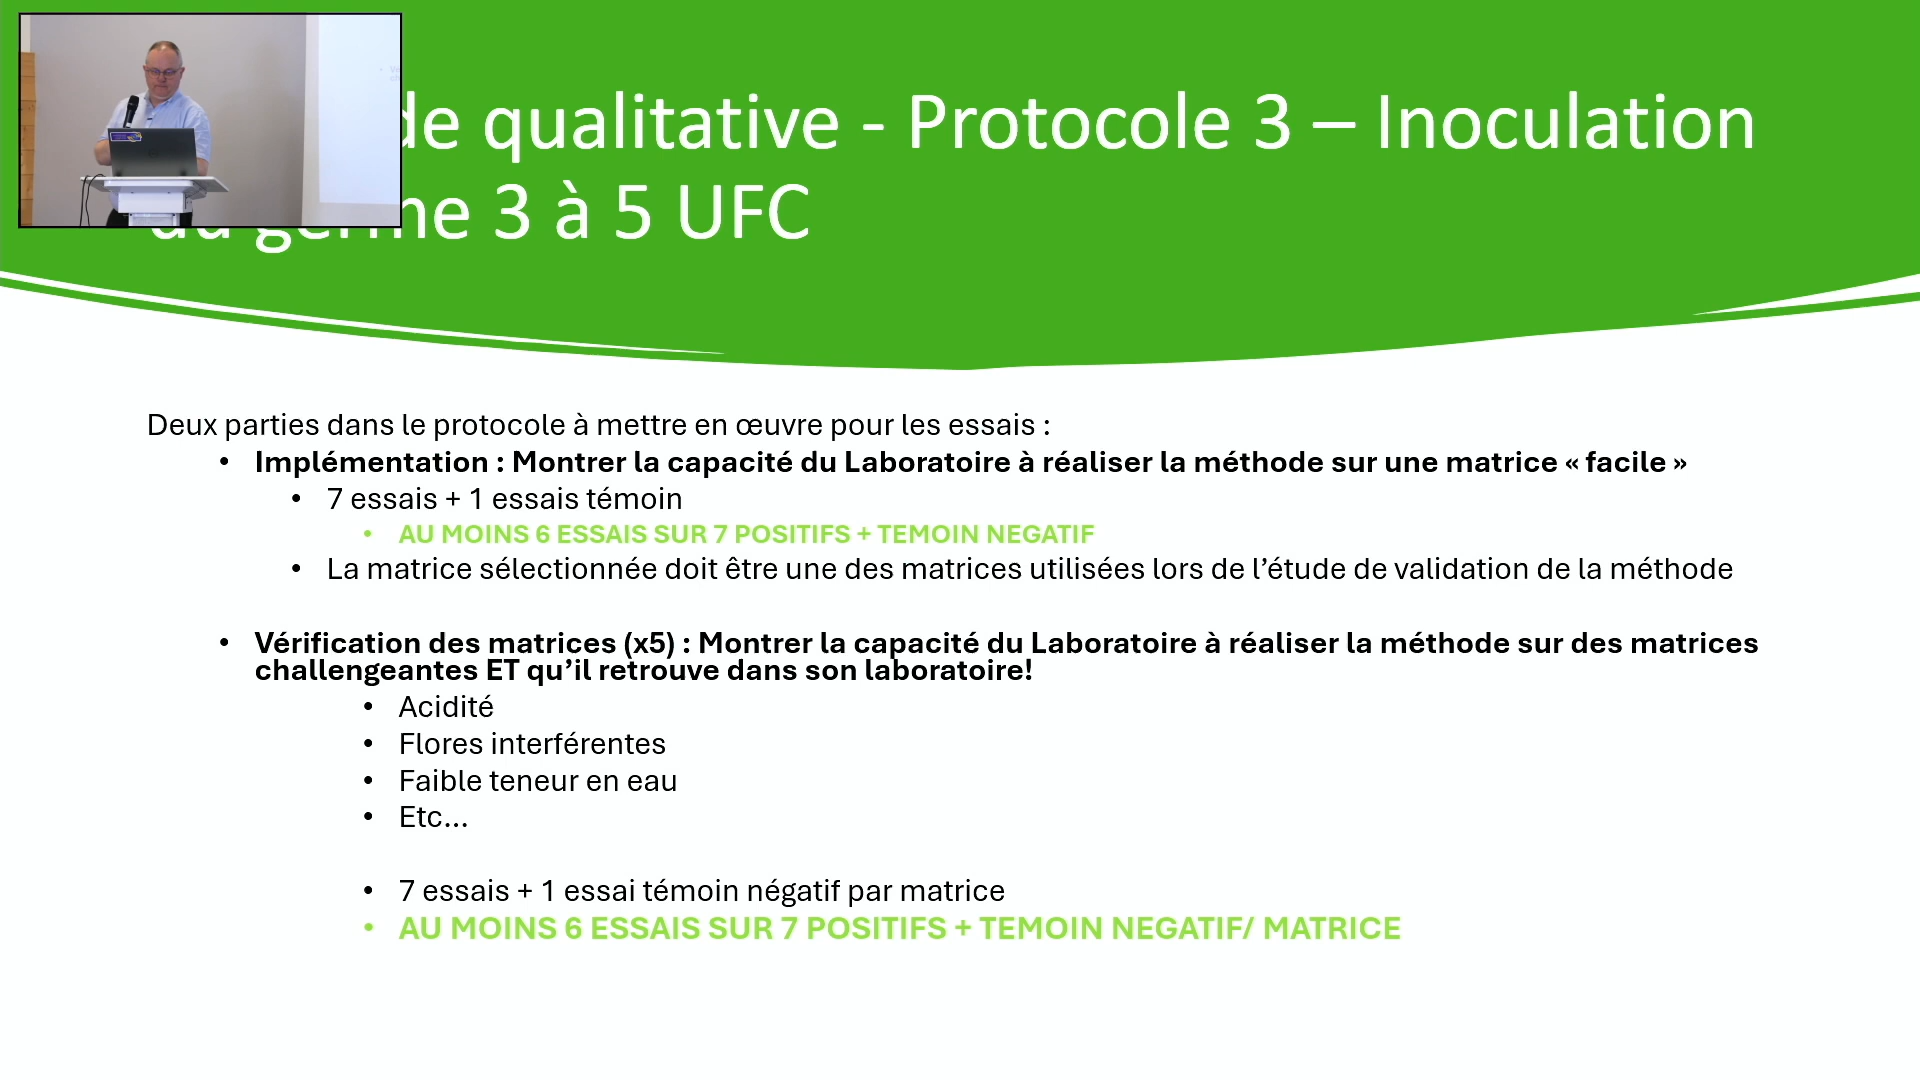 de qualitative - Protocole 3 – Inoculation
du germe 3 à 5 UFC
Deux parties dans le protocole à mettre en œuvre pour les essais :
• Implémentation : Montrer la capacité du Laboratoire à réaliser la méthode sur une matrice « facile »
• 7 essais + 1 essais témoin
• AU MOINS 6 ESSAIS SUR 7 POSITIFS + TEMOIN NEGATIF
• La matrice sélectionnée doit être une des matrices utilisées lors de l’étude de validation de la méthode
• Vérification des matrices (x5) : Montrer la capacité du Laboratoire à réaliser la méthode sur des matrices
challengeantes ET qu’il retrouve dans son laboratoire!
• Acidité
• Flores interférentes
• Faible teneur en eau
• Etc...
• 7 essais + 1 essai témoin négatif par matrice
• AU MOINS 6 ESSAIS SUR 7 POSITIFS + TEMOIN NEGATIF/ MATRICE